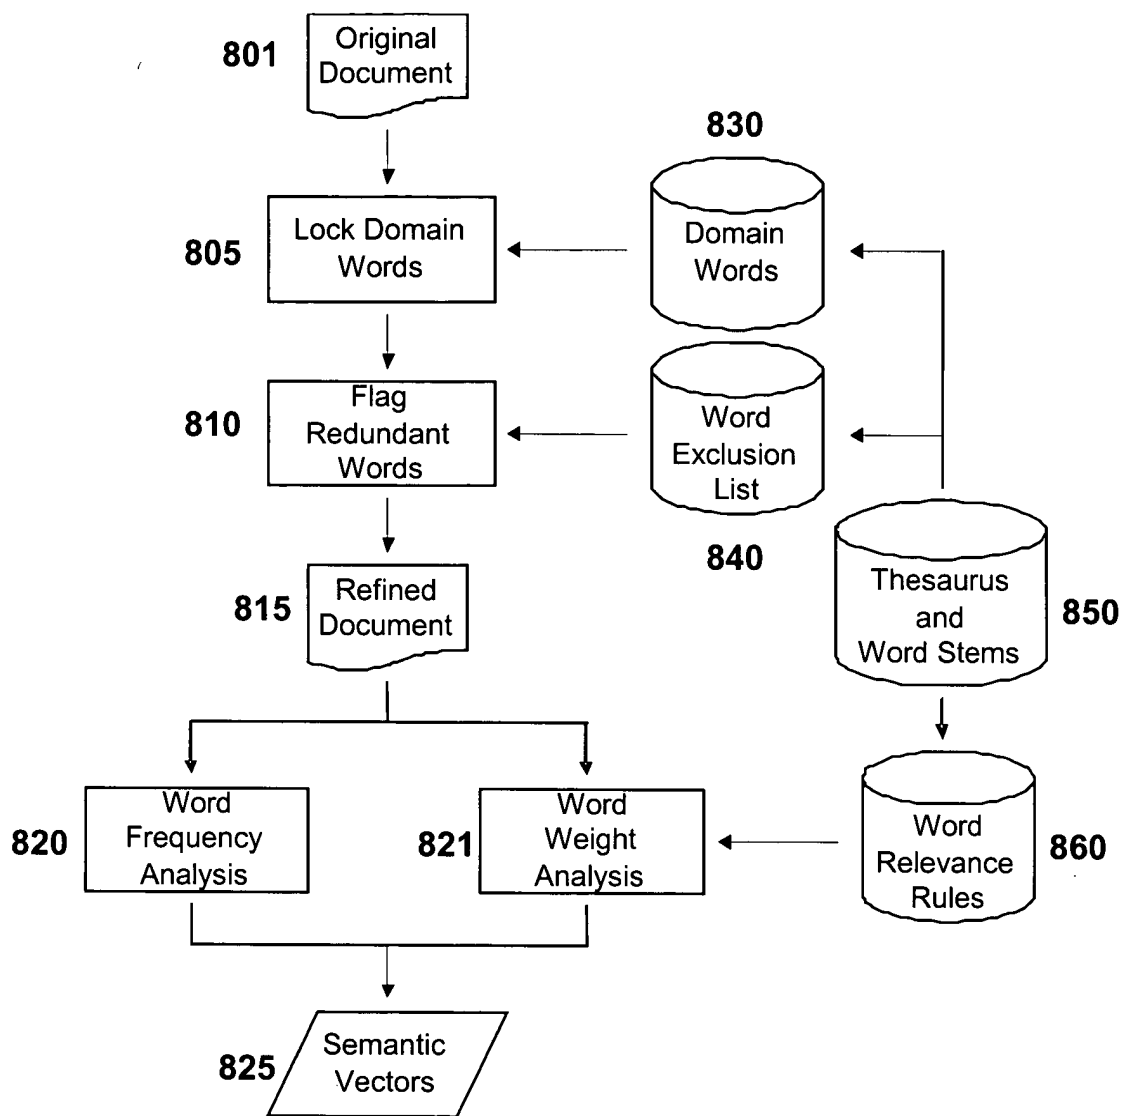 801
Original
Document
830
805
Lock Domain
Words
Domain
Words
810
Flag
Redundant
Words
Word
Exclusion
List
840
815
Refined
Document
Thesaurus
and
Word Stems
850
820
Word
Frequency
Analysis
821
Word
Weight
Analysis
Word
Relevance
Rules
860
825
Semantic
Vectors